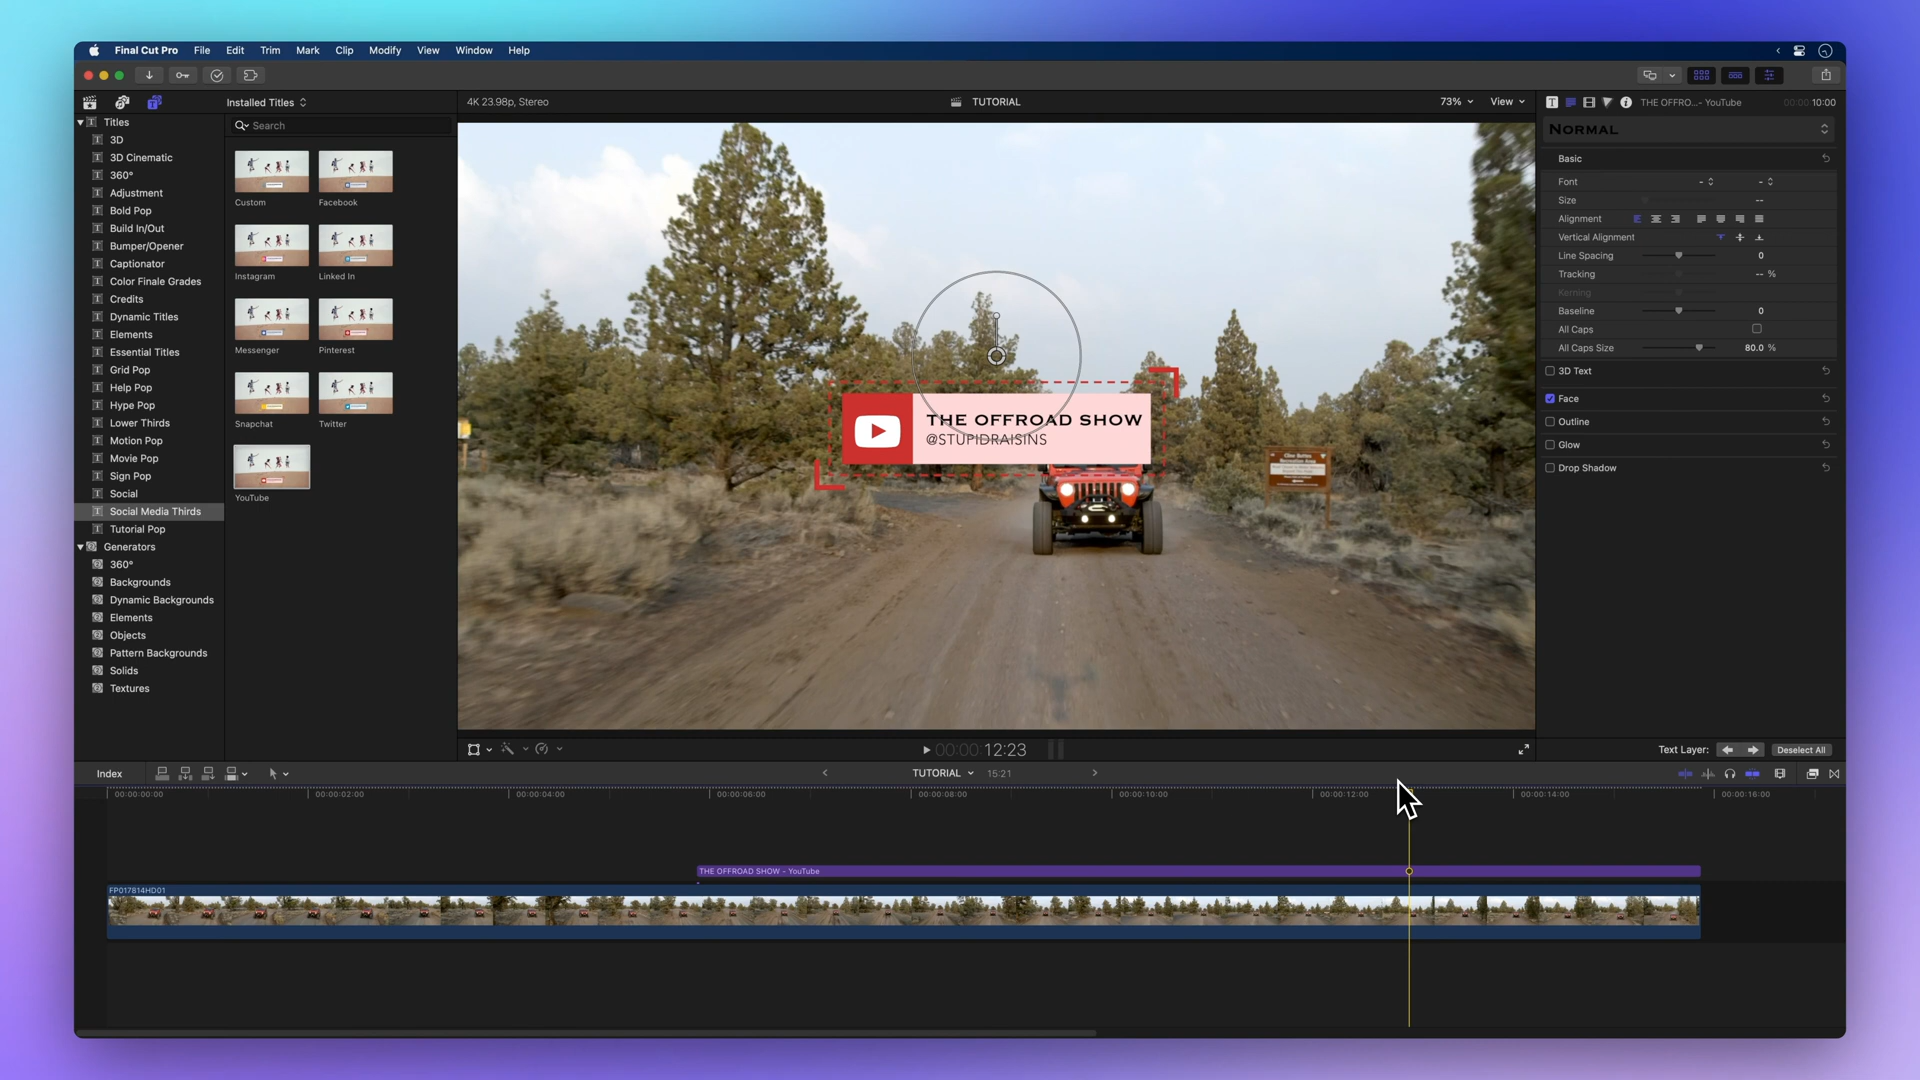 Final Cut Pro File Edit Trim Mark Clip Modify View Window Help
Installed Titles
4K 23.98p, Stereo
TUTORIAL
73%
View
THE OFFRO...- YouTube
00:00:10:00
Titles
3D
3D Cinematic
360°
Adjustment
Bold Pop
Build In/Out
Bumper/Opener
Captionator
Color Finale Grades
Credits
Dynamic Titles
Elements
Essential Titles
Grid Pop
Help Pop
Hype Pop
Lower Thirds
Motion Pop
Movie Pop
Sign Pop
Social
Social Media Thirds
Tutorial Pop
Generators
360°
Backgrounds
Dynamic Backgrounds
Elements
Objects
Pattern Backgrounds
Solids
Textures
Search
Custom Facebook
Instagram Linked In
Messenger Pinterest
Snapchat Twitter
YouTube
THE OFFROAD SHOW
@STUPIDRAISINS
NORMAL
Basic
Font - -
Size --
Alignment
Vertical Alignment
Line Spacing 0
Tracking -- %
Kerning
Baseline 0
All Caps
All Caps Size 80.0 %
3D Text
Face
Outline
Glow
Drop Shadow
00:00:12:23
Text Layer:
Deselect All
Index
TUTORIAL 15:21
00:00:00:00 00:00:02:00 00:00:04:00 00:00:06:00 00:00:08:00 00:00:10:00 00:00:12:00 00:00:14:00 00:00:16:00
THE OFFROAD SHOW - YouTube
FP017814HD01